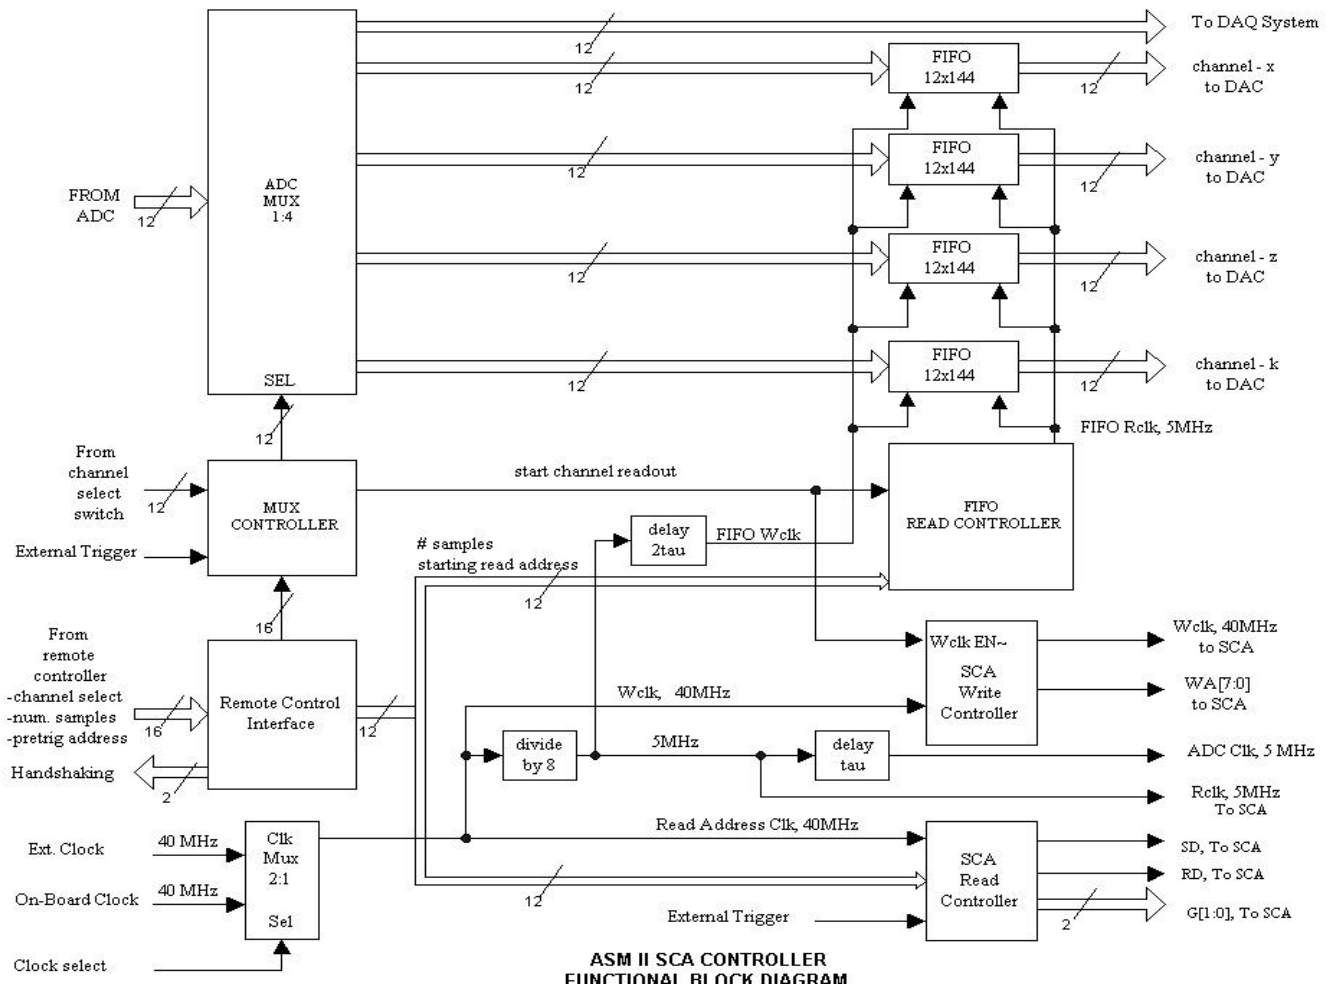 To DAQ System
12
FIFO
12x144
channel - x
to DAC
12
12
FIFO
12x144
channel - y
to DAC
12
12
ADC
MUX
1:4
FROM
ADC
12
FIFO
12x144
channel - z
to DAC
12
12
FIFO
12x144
channel - k
to DAC
12
12
SEL
12
FIFO Rclk, 5MHz
From
channel
select
switch
12
MUX
CONTROLLER
start channel readout
FIFO
READ CONTROLLER
External Trigger
delay
2tau
FIFO Wclk
# samples
starting read address
12
16
From
remote
controller
-channel select
-num. samples
-pretrig address
16
Remote Control
Interface
12
Wclk EN~
SCA
Write
Controller
Wclk, 40MHz
to SCA
WA[7:0]
to SCA
Wclk, 40MHz
divide
by 8
5MHz
delay
tau
ADC Clk, 5 MHz
Handshaking
2
Rclk, 5MHz
To SCA
Ext. Clock
40 MHz
Clk
Mux
2:1
Sel
Read Address Clk, 40MHz
SCA
Read
Controller
SD, To SCA
RD, To SCA
On-Board Clock
40 MHz
12
2
G[1:0], To SCA
External Trigger
Clock select
ASM II SCA CONTROLLER
FUNCTIONAL BLOCK DIAGRAM